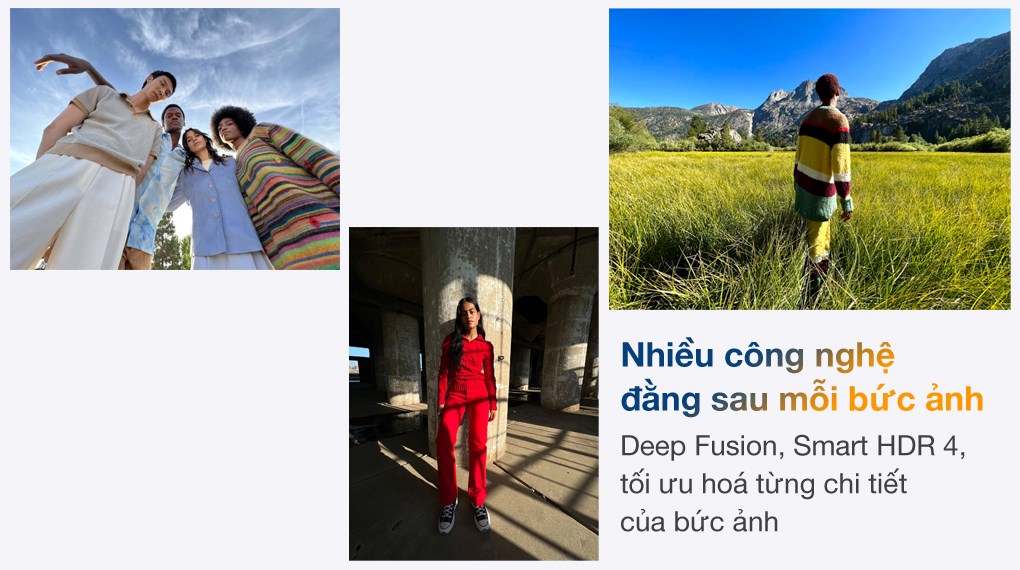 Nhiều công nghệ
đằng sau mỗi bức ảnh
Deep Fusion, Smart HDR 4,
tối ưu hoá từng chi tiết
của bức ảnh